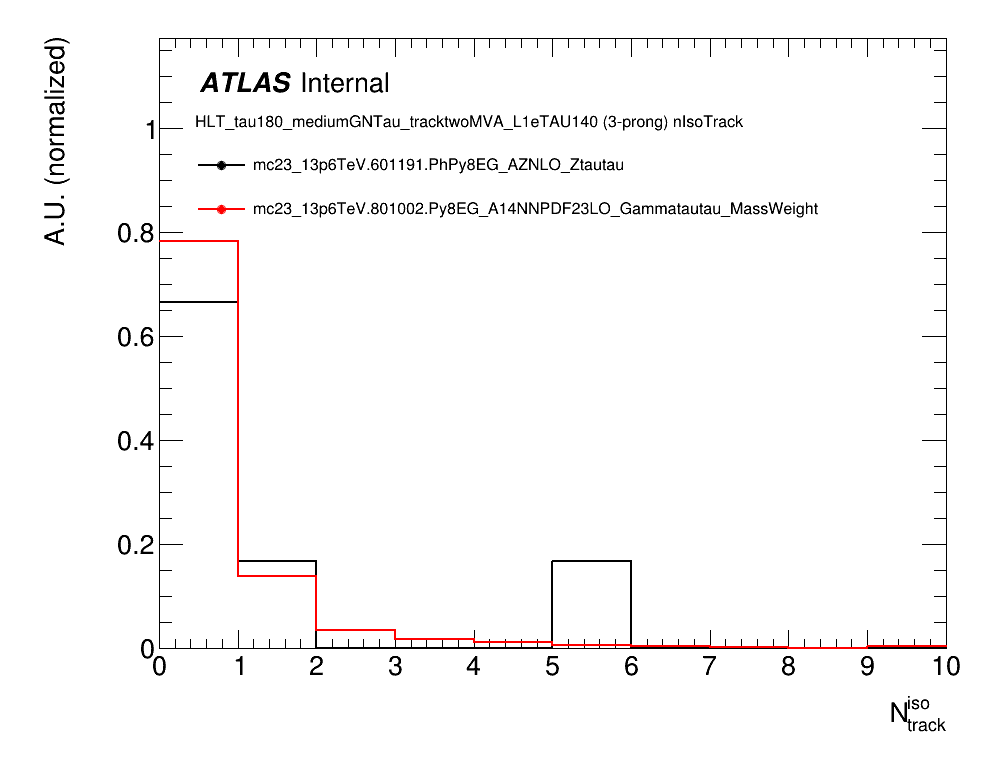 A.U. (normalized)
ATLAS Internal
HLT_tau180_mediumGNTau_tracktwoMVA_L1eTAU140 (3-prong) nIsoTrack
mc23_13p6TeV.601191.PhPy8EG_AZNLO_Ztautau
mc23_13p6TeV.801002.Py8EG_A14NNPDF23LO_Gammatautau_MassWeight
1
0.8
0.6
0.4
0.2
0
0 1 2 3 4 5 6 7 8 9 10
N iso track